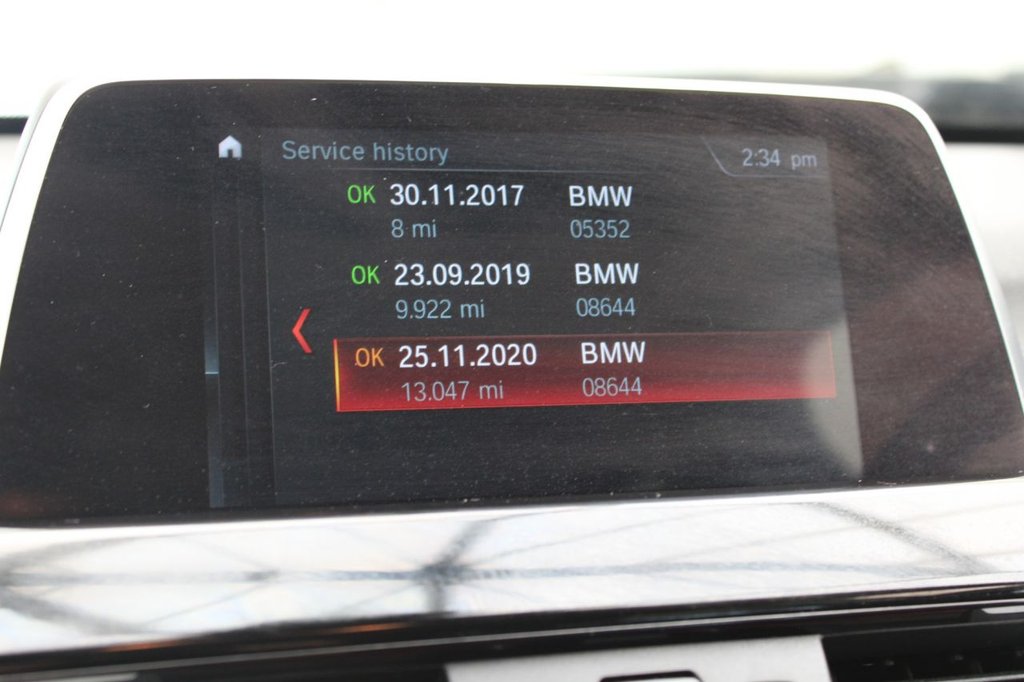 Service history 2:34 pm
OK 30.11.2017 BMW
8 mi 05352
OK 23.09.2019 BMW
9.922 mi 08644
OK 25.11.2020 BMW
13.047 mi 08644